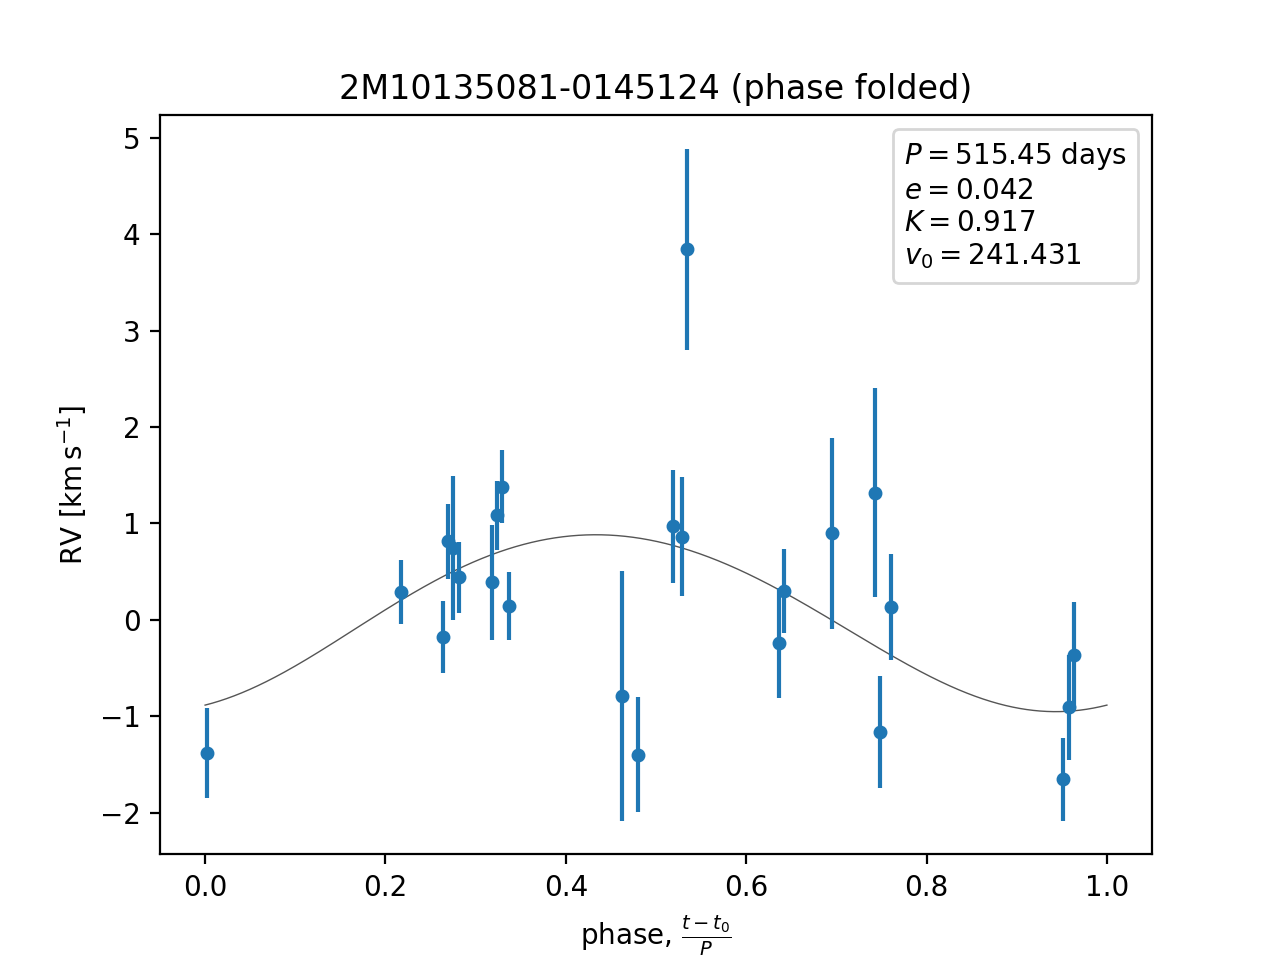 2M10135081-0145124 (phase folded)
P = 515.45 days
e = 0.042
K = 0.917
v₀ = 241.431
5
4
3
2
1
0
−1
−2
RV [km s⁻¹]
0.0 0.2 0.4 0.6 0.8 1.0
phase, (t − t₀)/P